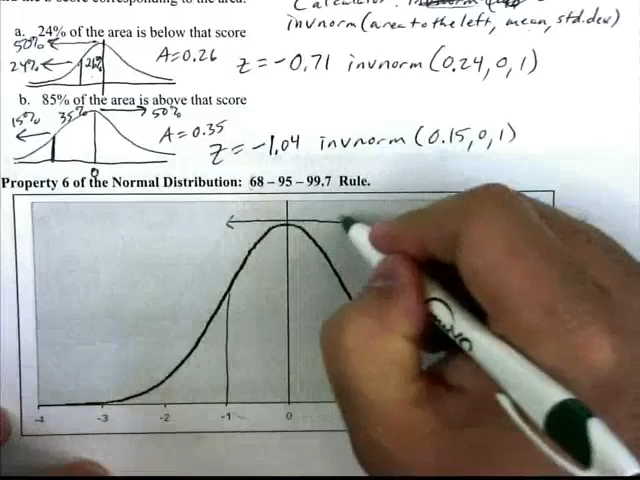 Calculator:
invnorm(area to the left, mean, std.dev)
a. 24% of the area is below that score
50%
24% 26% A=0.26
z = -0.71 invnorm (0.24,0,1)
b. 85% of the area is above that score
15% 35% 50%
A=0.35
z = -1.04 invnorm (0.15,0,1)
0
Property 6 of the Normal Distribution: 68 – 95 – 99.7 Rule.
-4 -3 -2 -1 0